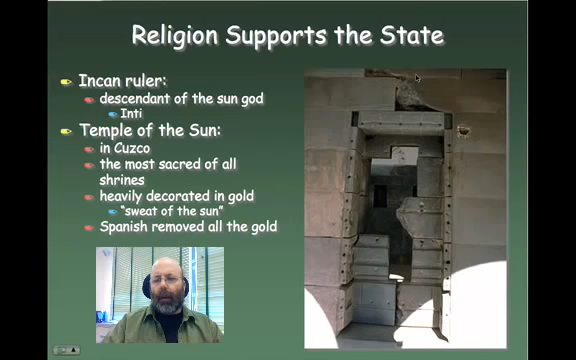 Religion Supports the State
Incan ruler:
descendant of the sun god
Inti
Temple of the Sun:
in Cuzco
the most sacred of all
shrines
heavily decorated in gold
"sweat of the sun"
Spanish removed all the gold